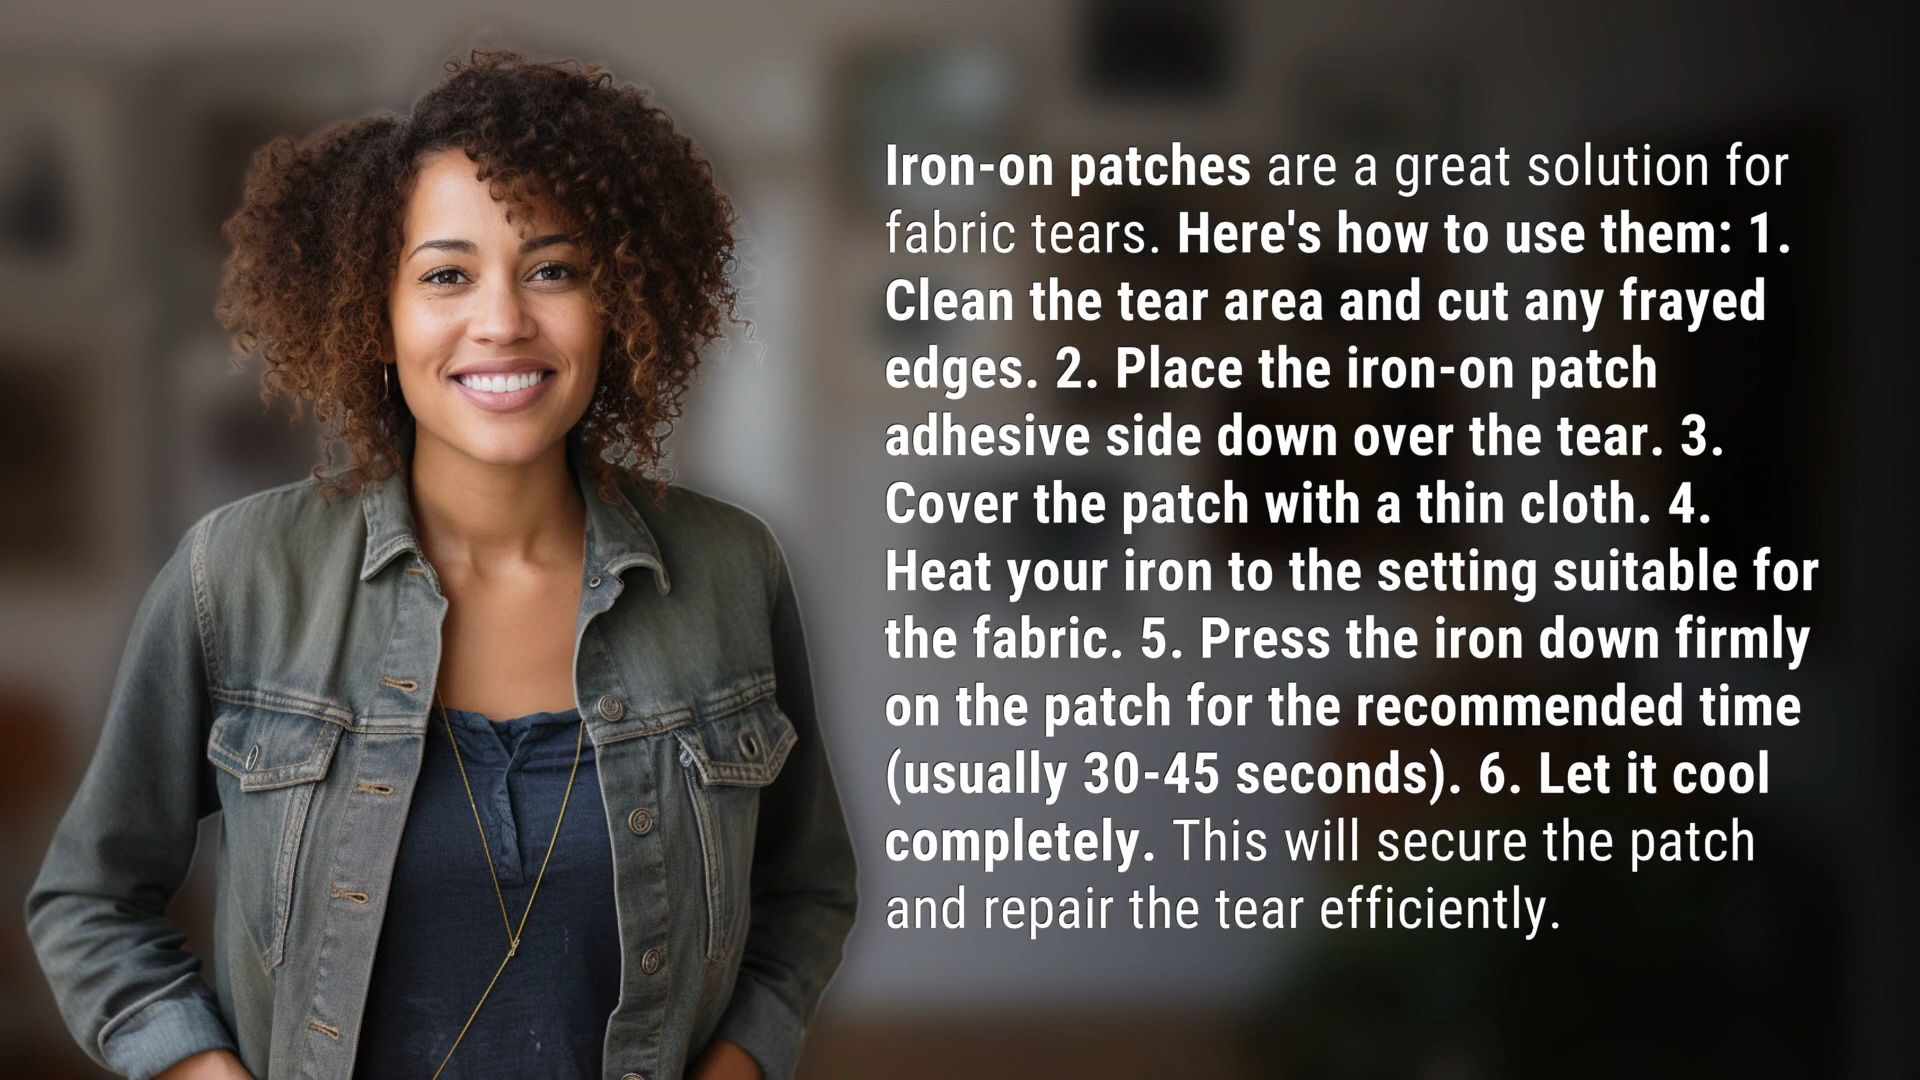 Iron-on patches are a great solution for
fabric tears. Here's how to use them: 1.
Clean the tear area and cut any frayed
edges. 2. Place the iron-on patch
adhesive side down over the tear. 3.
Cover the patch with a thin cloth. 4.
Heat your iron to the setting suitable for
the fabric. 5. Press the iron down firmly
on the patch for the recommended time
(usually 30-45 seconds). 6. Let it cool
completely. This will secure the patch
and repair the tear efficiently.